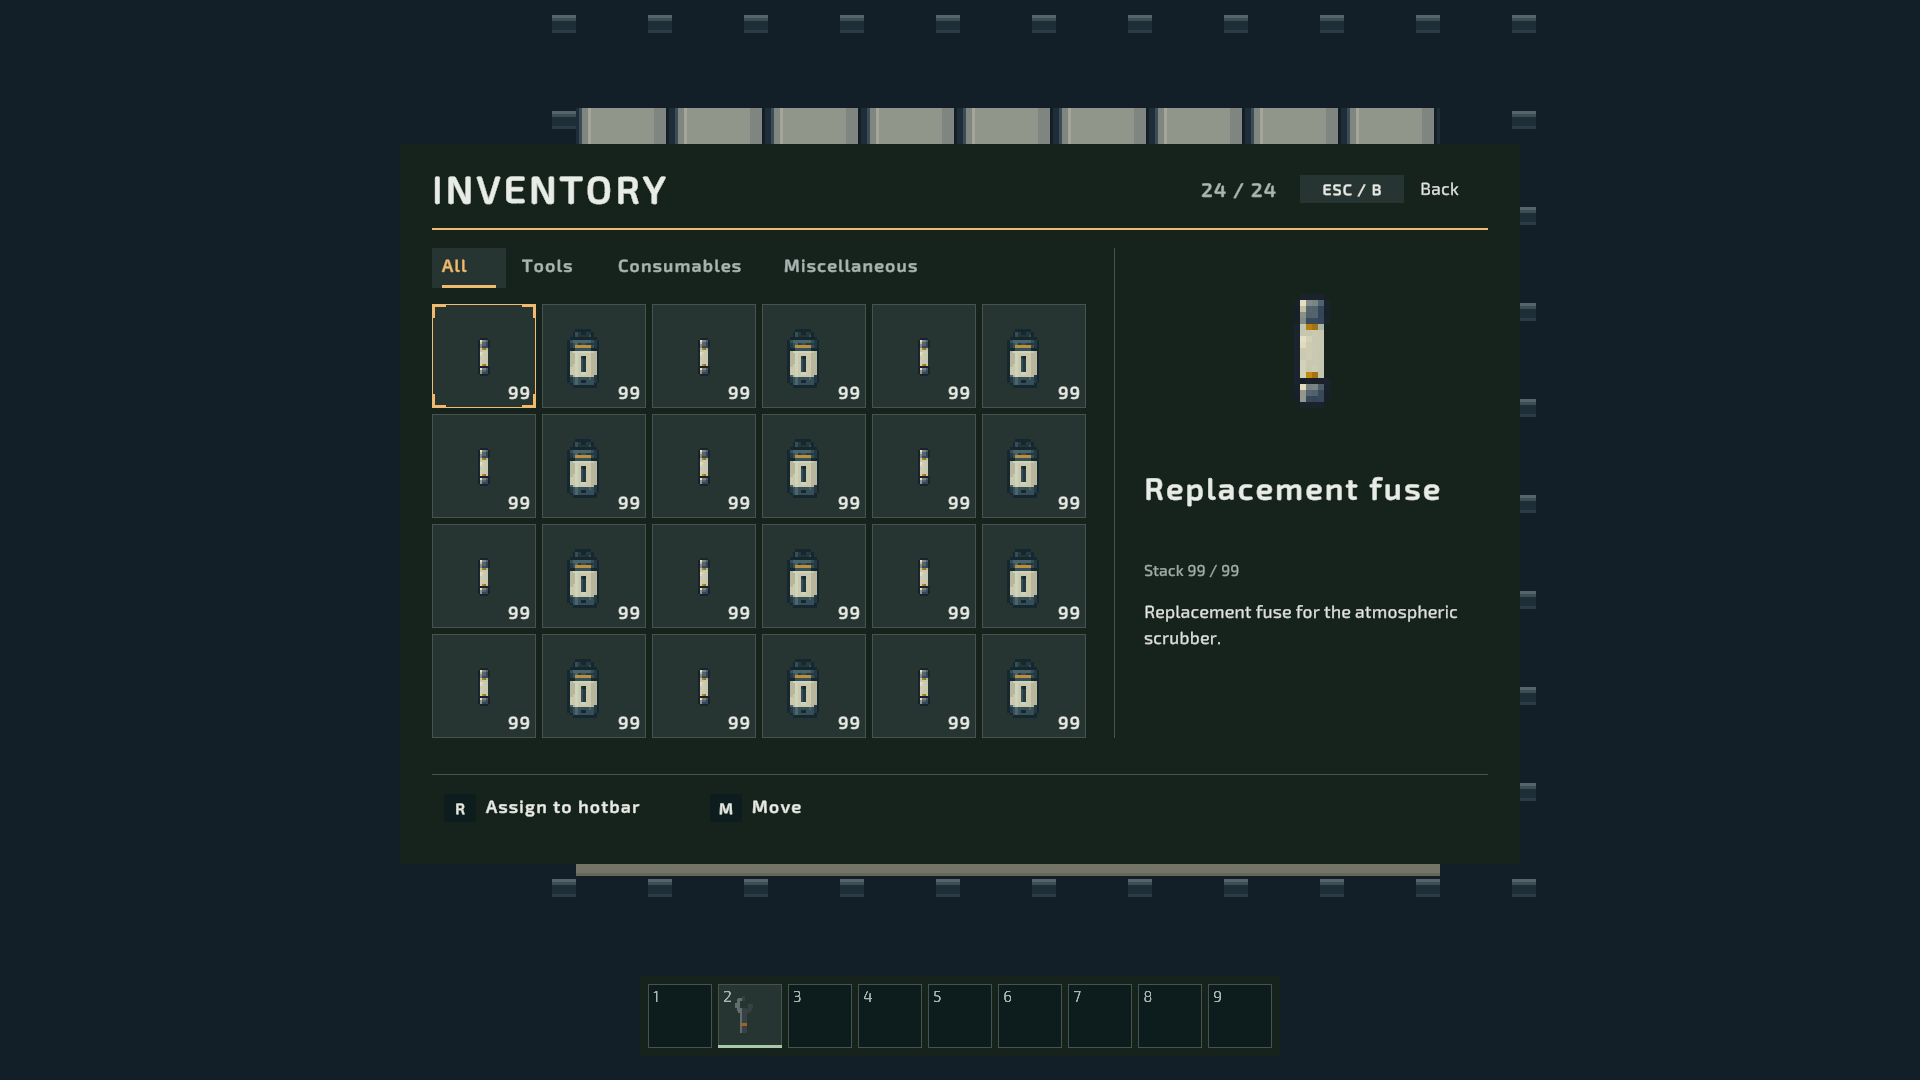 INVENTORY
24 / 24
ESC / B
Back
All
Tools
Consumables
Miscellaneous
99 99 99 99 99 99
99 99 99 99 99 99
99 99 99 99 99 99
99 99 99 99 99 99
Replacement fuse
Stack 99 / 99
Replacement fuse for the atmospheric
scrubber.
R Assign to hotbar
M Move
1 2 3 4 5 6 7 8 9